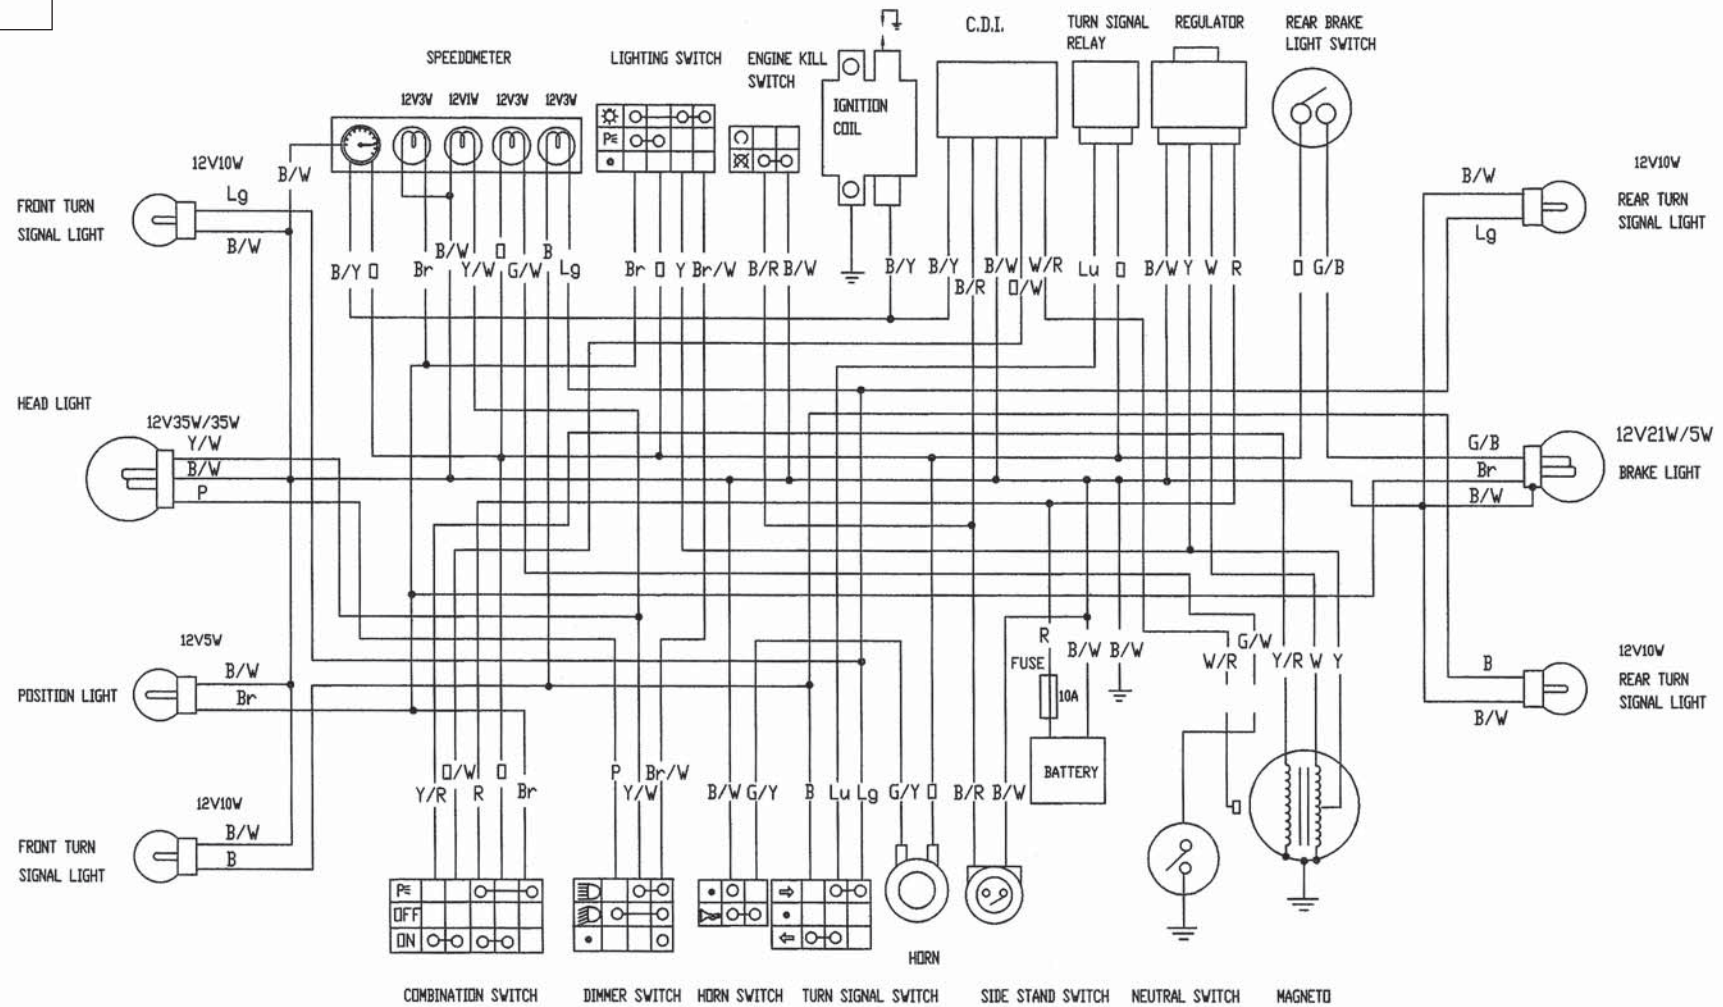 SPEEDOMETER
LIGHTING SWITCH
ENGINE KILL
SWITCH
IGNITION
COIL
C.D.I.
TURN SIGNAL
RELAY
REGULATOR
REAR BRAKE
LIGHT SWITCH
12V3W 12V1W 12V3W 12V3W
P
12V10W
Lg
FRONT TURN
SIGNAL LIGHT
B/W
B/W
12V10W
B/W
REAR TURN
SIGNAL LIGHT
Lg
B/Y O Br B/W Y/W O G/W B Lg
Br O Y Br/W
B/R B/W
B/Y B/Y B/R B/W O/W W/R
Lu O
B/W Y W R
O G/B
HEAD LIGHT
12V35W/35W
Y/W
B/W
P
12V21W/5W
G/B
BRAKE LIGHT
Br
B/W
12V5W
B/W
POSITION LIGHT
Br
R
B/W B/W
FUSE
10A
BATTERY
W/R G/W Y/R W Y
12V10W
B
REAR TURN
SIGNAL LIGHT
B/W
12V10W
B/W
FRONT TURN
SIGNAL LIGHT
B
Y/R O/W R O Br
P Y/W Br/W
B/W G/Y
B Lu Lg
G/Y O
B/R B/W
P
OFF
ON
HORN
COMBINATION SWITCH
DIMMER SWITCH
HORN SWITCH
TURN SIGNAL SWITCH
SIDE STAND SWITCH
NEUTRAL SWITCH
MAGNETO